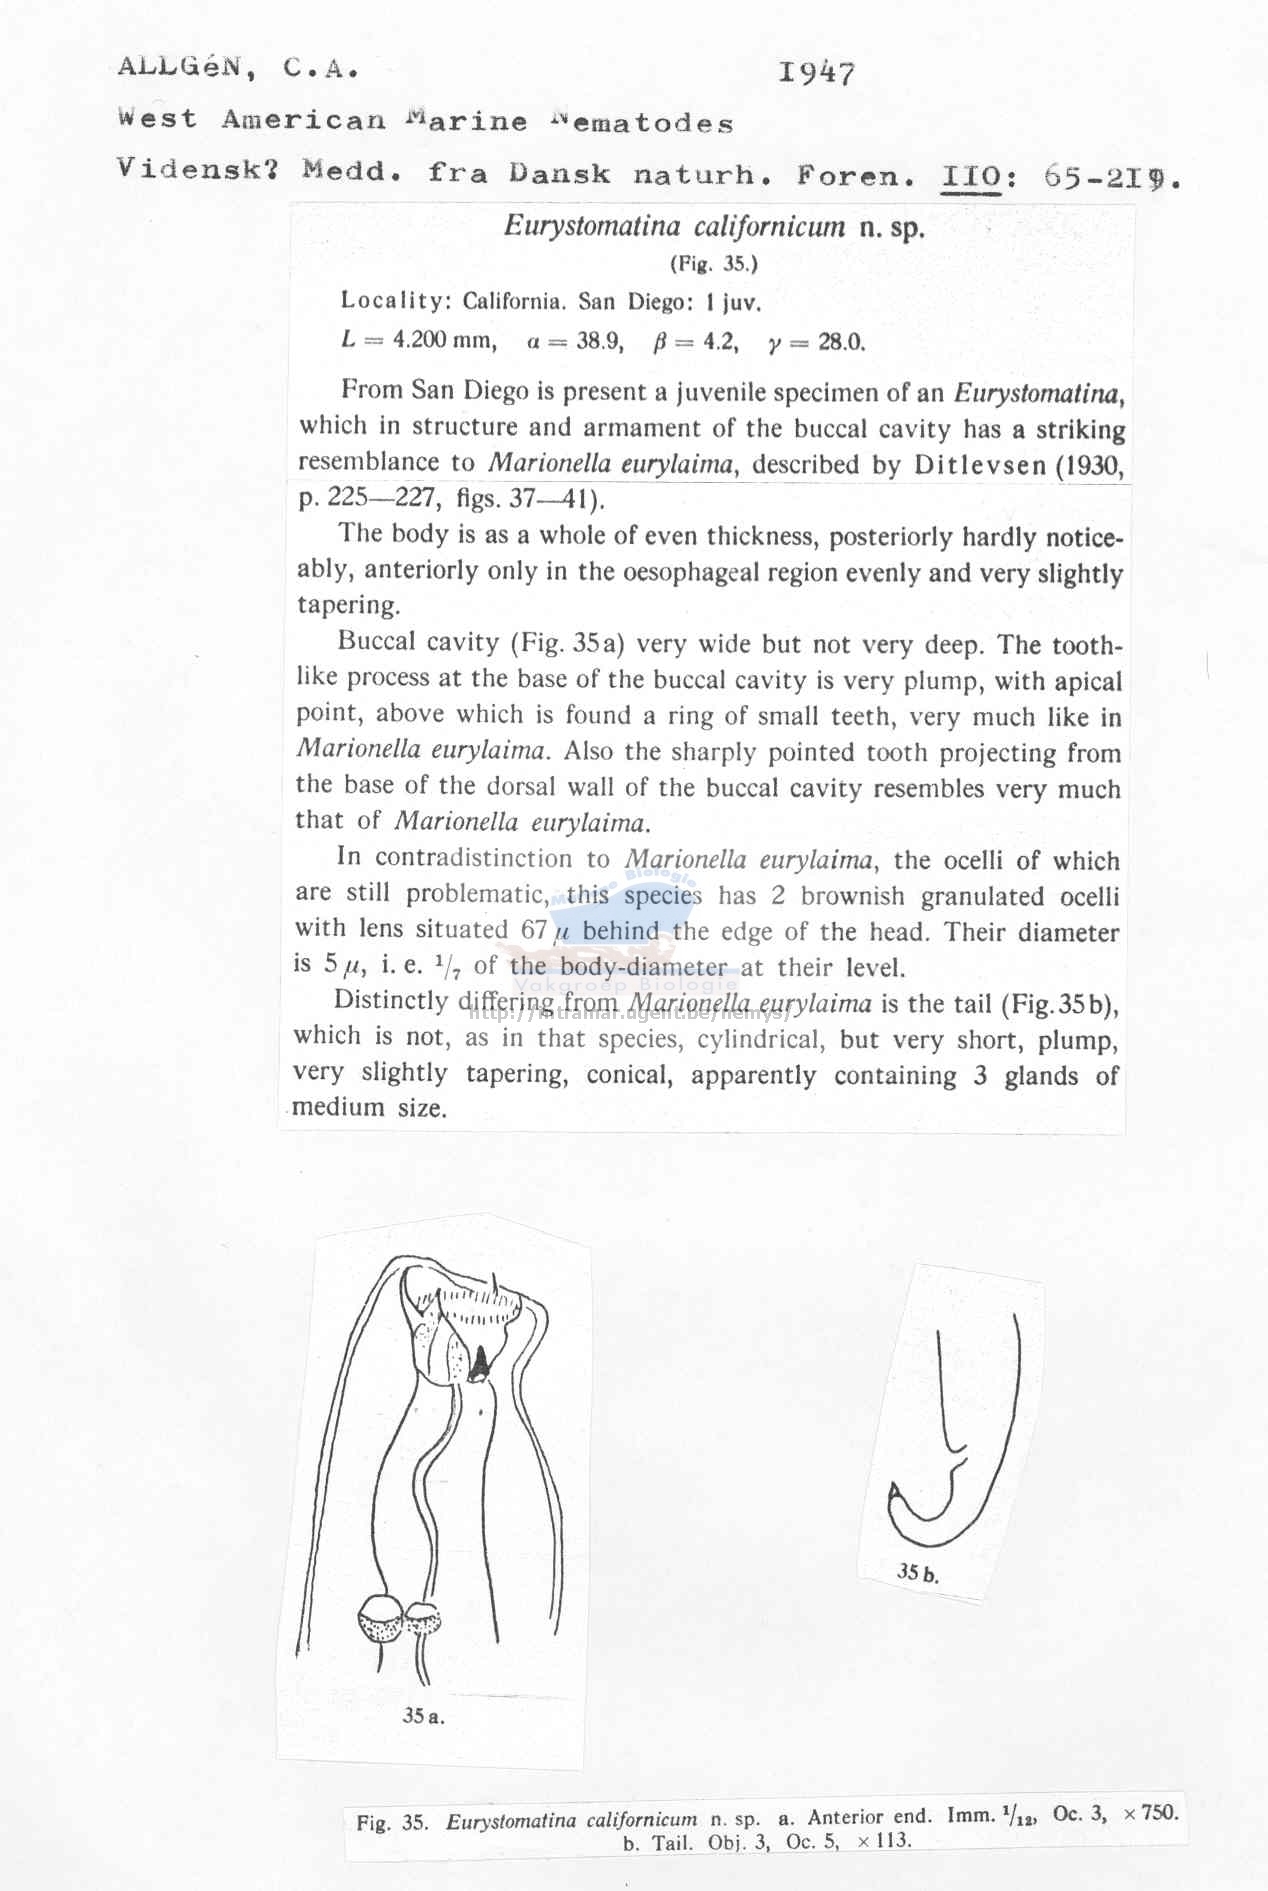 ALLGéN, C.A. 1947
West American Marine Nematodes
Vidensk? Medd. fra Dansk naturh. Foren. IIO: 65-2I9.
Eurystomatina californicum n. sp.
(Fig. 35.)
Locality: California. San Diego: 1 juv.
L = 4.200 mm, α = 38.9, β = 4.2, γ = 28.0.
From San Diego is present a juvenile specimen of an Eurystomatina,
which in structure and armament of the buccal cavity has a striking
resemblance to Marionella eurylaima, described by Ditlevsen (1930,
p. 225—227, figs. 37—41).
The body is as a whole of even thickness, posteriorly hardly notice-
ably, anteriorly only in the oesophageal region evenly and very slightly
tapering.
Buccal cavity (Fig. 35a) very wide but not very deep. The tooth-
like process at the base of the buccal cavity is very plump, with apical
point, above which is found a ring of small teeth, very much like in
Marionella eurylaima. Also the sharply pointed tooth projecting from
the base of the dorsal wall of the buccal cavity resembles very much
that of Marionella eurylaima.
In contradistinction to Marionella eurylaima, the ocelli of which
are still problematic, this species has 2 brownish granulated ocelli
with lens situated 67 μ behind the edge of the head. Their diameter
is 5 μ, i. e. 1/7 of the body-diameter at their level.
Distinctly differing from Marionella eurylaima is the tail (Fig. 35b),
which is not, as in that species, cylindrical, but very short, plump,
very slightly tapering, conical, apparently containing 3 glands of
medium size.
Biologie
Vakgroep Biologie
http://intramar.ugent.be/nemys/
35 b.
35 a.
Fig. 35. Eurystomatina californicum n. sp. a. Anterior end. Imm. 1/12, Oc. 3, × 750.
b. Tail. Obj. 3, Oc. 5, × 113.